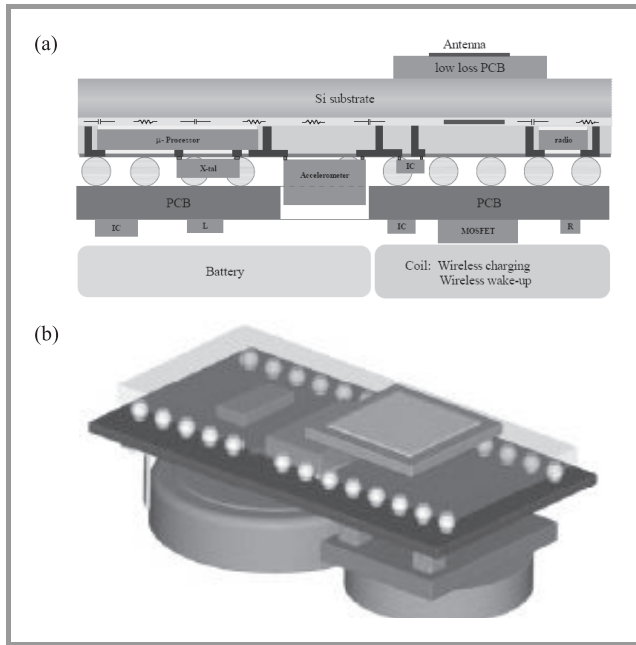 (a)
Antenna
low loss PCB
Si substrate
μ- Processor
radio
X-tal
IC
Accelerometer
PCB
PCB
IC
L
IC
MOSFET
R
Battery
Coil: Wireless charging
Wireless wake-up
(b)